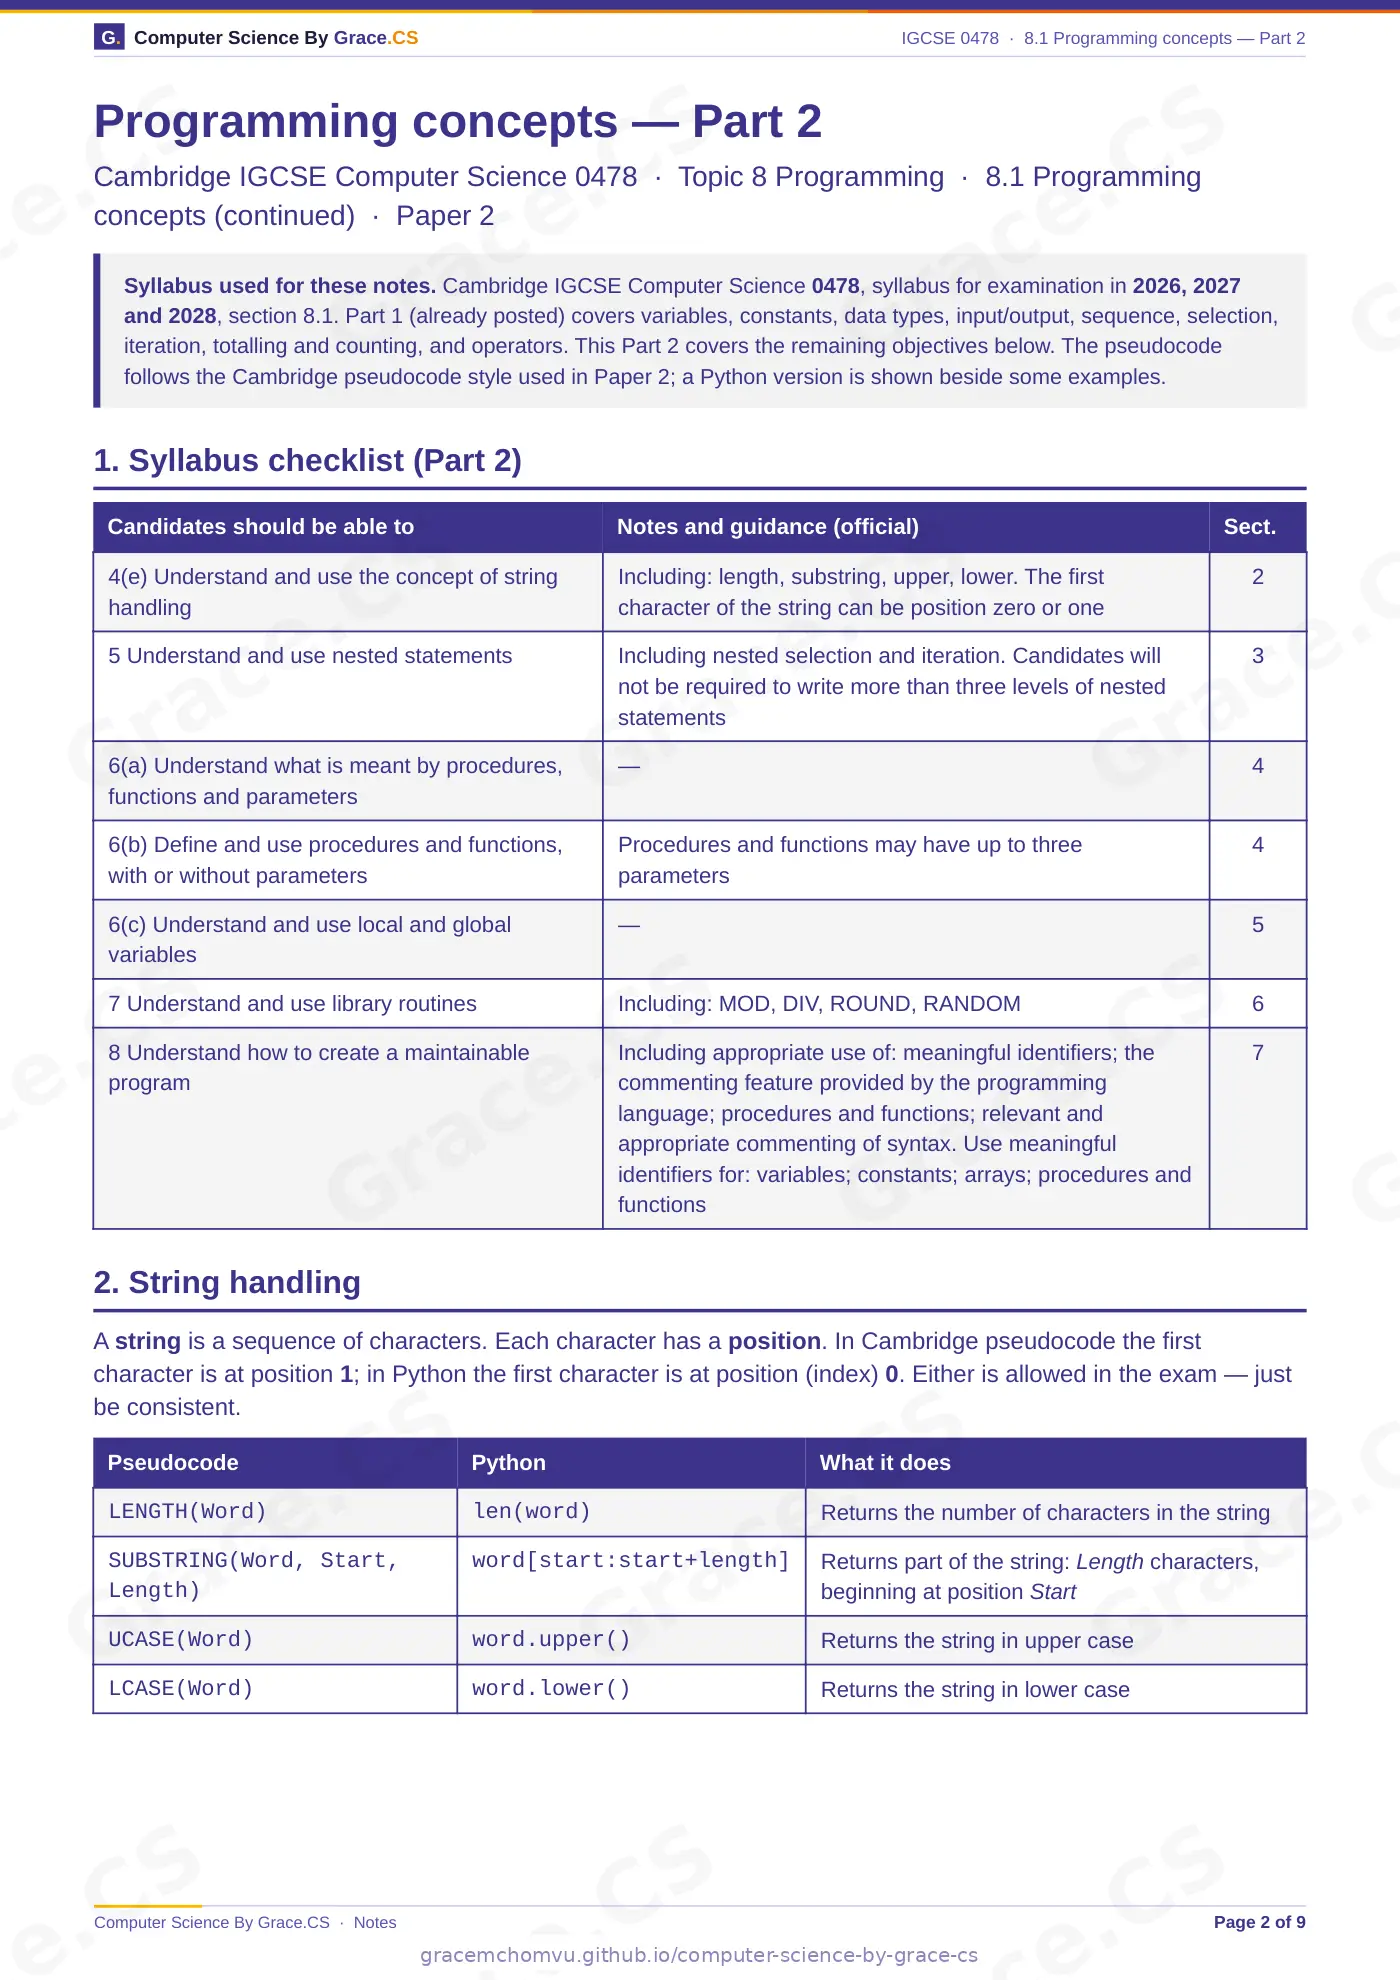 G. Computer Science By Grace.CS
IGCSE 0478 · 8.1 Programming concepts — Part 2
Programming concepts — Part 2
Cambridge IGCSE Computer Science 0478 · Topic 8 Programming · 8.1 Programming
concepts (continued) · Paper 2
Syllabus used for these notes. Cambridge IGCSE Computer Science 0478, syllabus for examination in 2026, 2027
and 2028, section 8.1. Part 1 (already posted) covers variables, constants, data types, input/output, sequence, selection,
iteration, totalling and counting, and operators. This Part 2 covers the remaining objectives below. The pseudocode
follows the Cambridge pseudocode style used in Paper 2; a Python version is shown beside some examples.
1. Syllabus checklist (Part 2)
Candidates should be able to
Notes and guidance (official)
Sect.
4(e) Understand and use the concept of string
handling
Including: length, substring, upper, lower. The first
character of the string can be position zero or one
2
5 Understand and use nested statements
Including nested selection and iteration. Candidates will
not be required to write more than three levels of nested
statements
3
6(a) Understand what is meant by procedures,
functions and parameters
—
4
6(b) Define and use procedures and functions,
with or without parameters
Procedures and functions may have up to three
parameters
4
6(c) Understand and use local and global
variables
—
5
7 Understand and use library routines
Including: MOD, DIV, ROUND, RANDOM
6
8 Understand how to create a maintainable
program
Including appropriate use of: meaningful identifiers; the
commenting feature provided by the programming
language; procedures and functions; relevant and
appropriate commenting of syntax. Use meaningful
identifiers for: variables; constants; arrays; procedures and
functions
7
2. String handling
A string is a sequence of characters. Each character has a position. In Cambridge pseudocode the first
character is at position 1; in Python the first character is at position (index) 0. Either is allowed in the exam — just
be consistent.
Pseudocode
Python
What it does
LENGTH(Word)
len(word)
Returns the number of characters in the string
SUBSTRING(Word, Start,
Length)
word[start:start+length]
Returns part of the string: Length characters,
beginning at position Start
UCASE(Word)
word.upper()
Returns the string in upper case
LCASE(Word)
word.lower()
Returns the string in lower case
Computer Science By Grace.CS · Notes
Page 2 of 9
gracemchomvu.github.io/computer-science-by-grace-cs